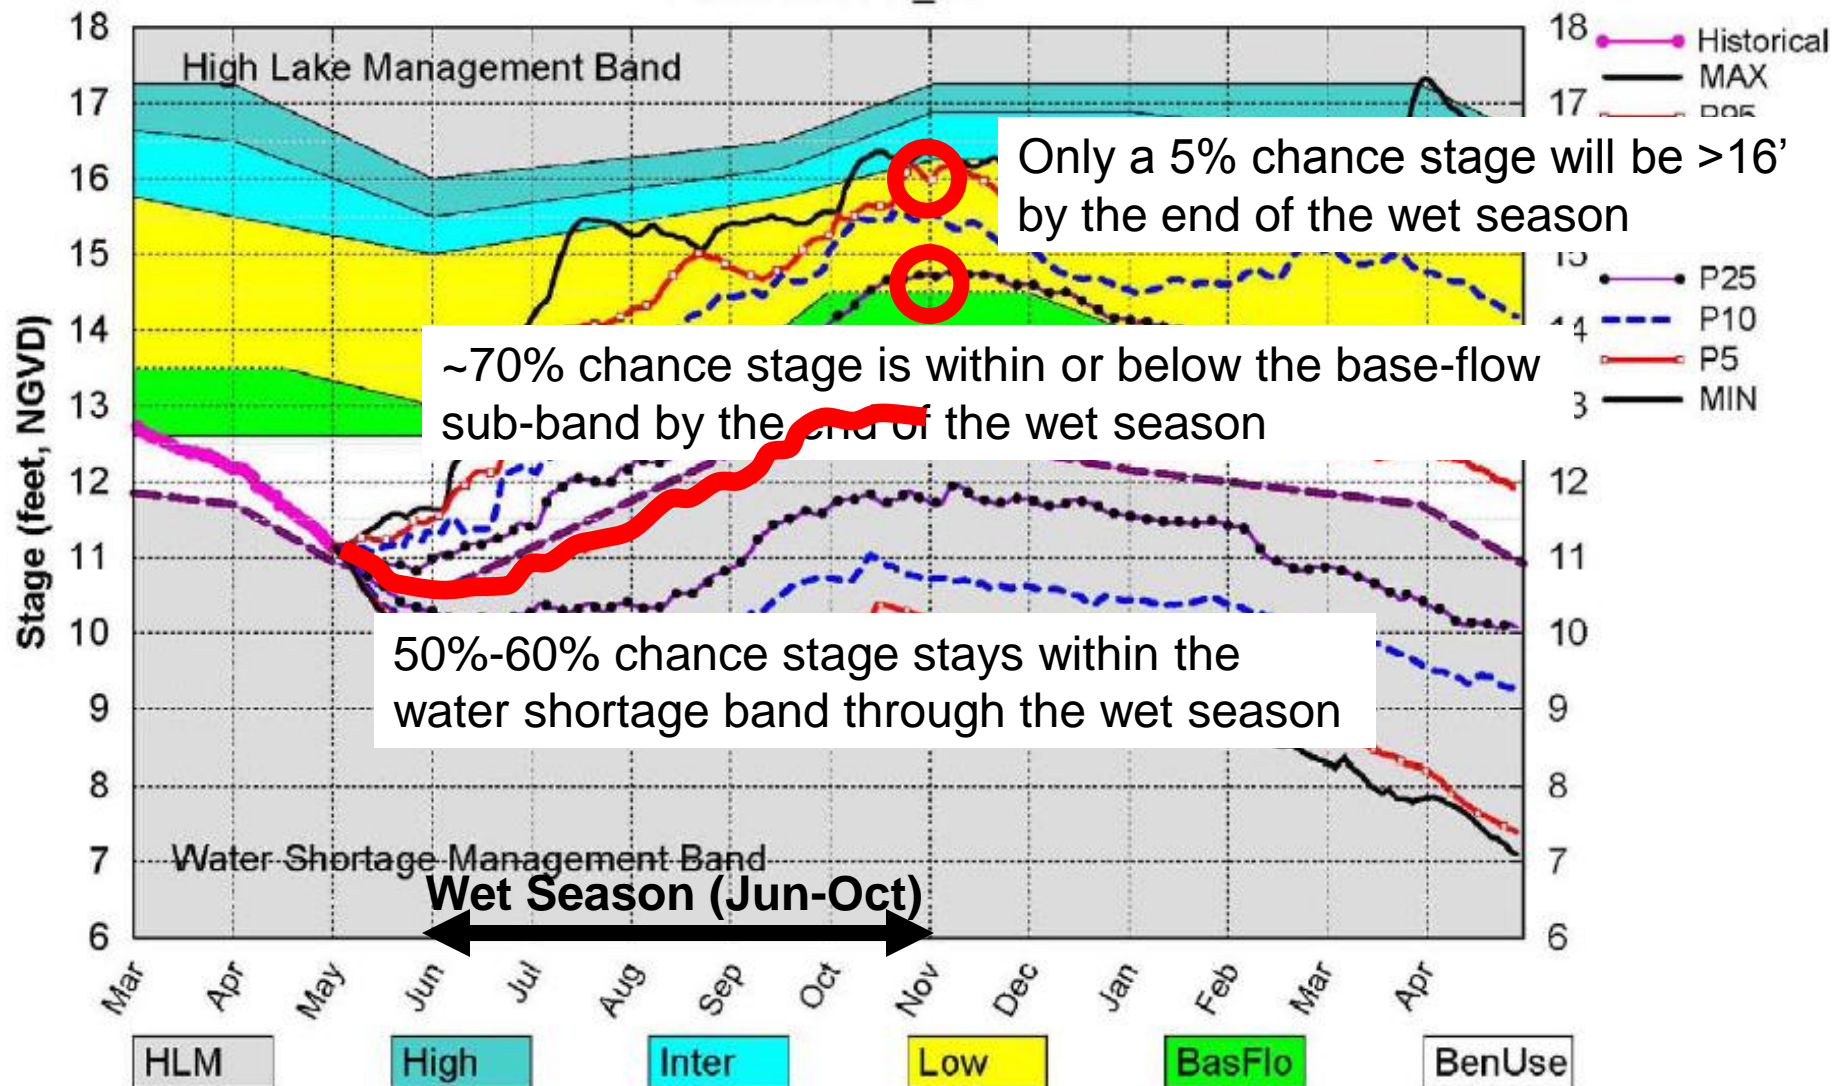 18
17
16
15
14
13
12
11
10
9
8
7
6
Stage (feet, NGVD)
High Lake Management Band
Only a 5% chance stage will be >16’
by the end of the wet season
~70% chance stage is within or below the base-flow
sub-band by the end of the wet season
50%-60% chance stage stays within the
water shortage band through the wet season
Water Shortage Management Band
Wet Season (Jun-Oct)
18
17
16
15
14
12
11
10
9
8
7
6
Historical
MAX
P95
P25
P10
P5
MIN
Mar
Apr
May
Jun
Jul
Aug
Sep
Oct
Nov
Dec
Jan
Feb
Mar
Apr
HLM
High
Inter
Low
BasFlo
BenUse